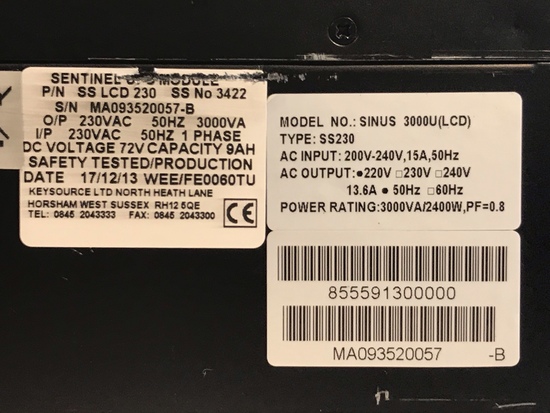 SENTINEL UPS MODULE
P/N SS LCD 230 SS No 3422
S/N MA093520057-B
O/P 230VAC 50HZ 3000VA
I/P 230VAC 50HZ 1 PHASE
DC VOLTAGE 72V CAPACITY 9AH
SAFETY TESTED/PRODUCTION
DATE 17/12/13 WEE/FE0060TU
KEYSOURCE LTD NORTH HEATH LANE
HORSHAM WEST SUSSEX RH12 5QE
TEL: 0845 2043333 FAX: 0845 2043300
CE
MODEL NO.: SINUS 3000U(LCD)
TYPE: SS230
AC INPUT: 200V-240V,15A,50Hz
AC OUTPUT: ●220V □230V □240V
13.6A ● 50Hz □60Hz
POWER RATING:3000VA/2400W,PF=0.8
855591300000
MA093520057 -B